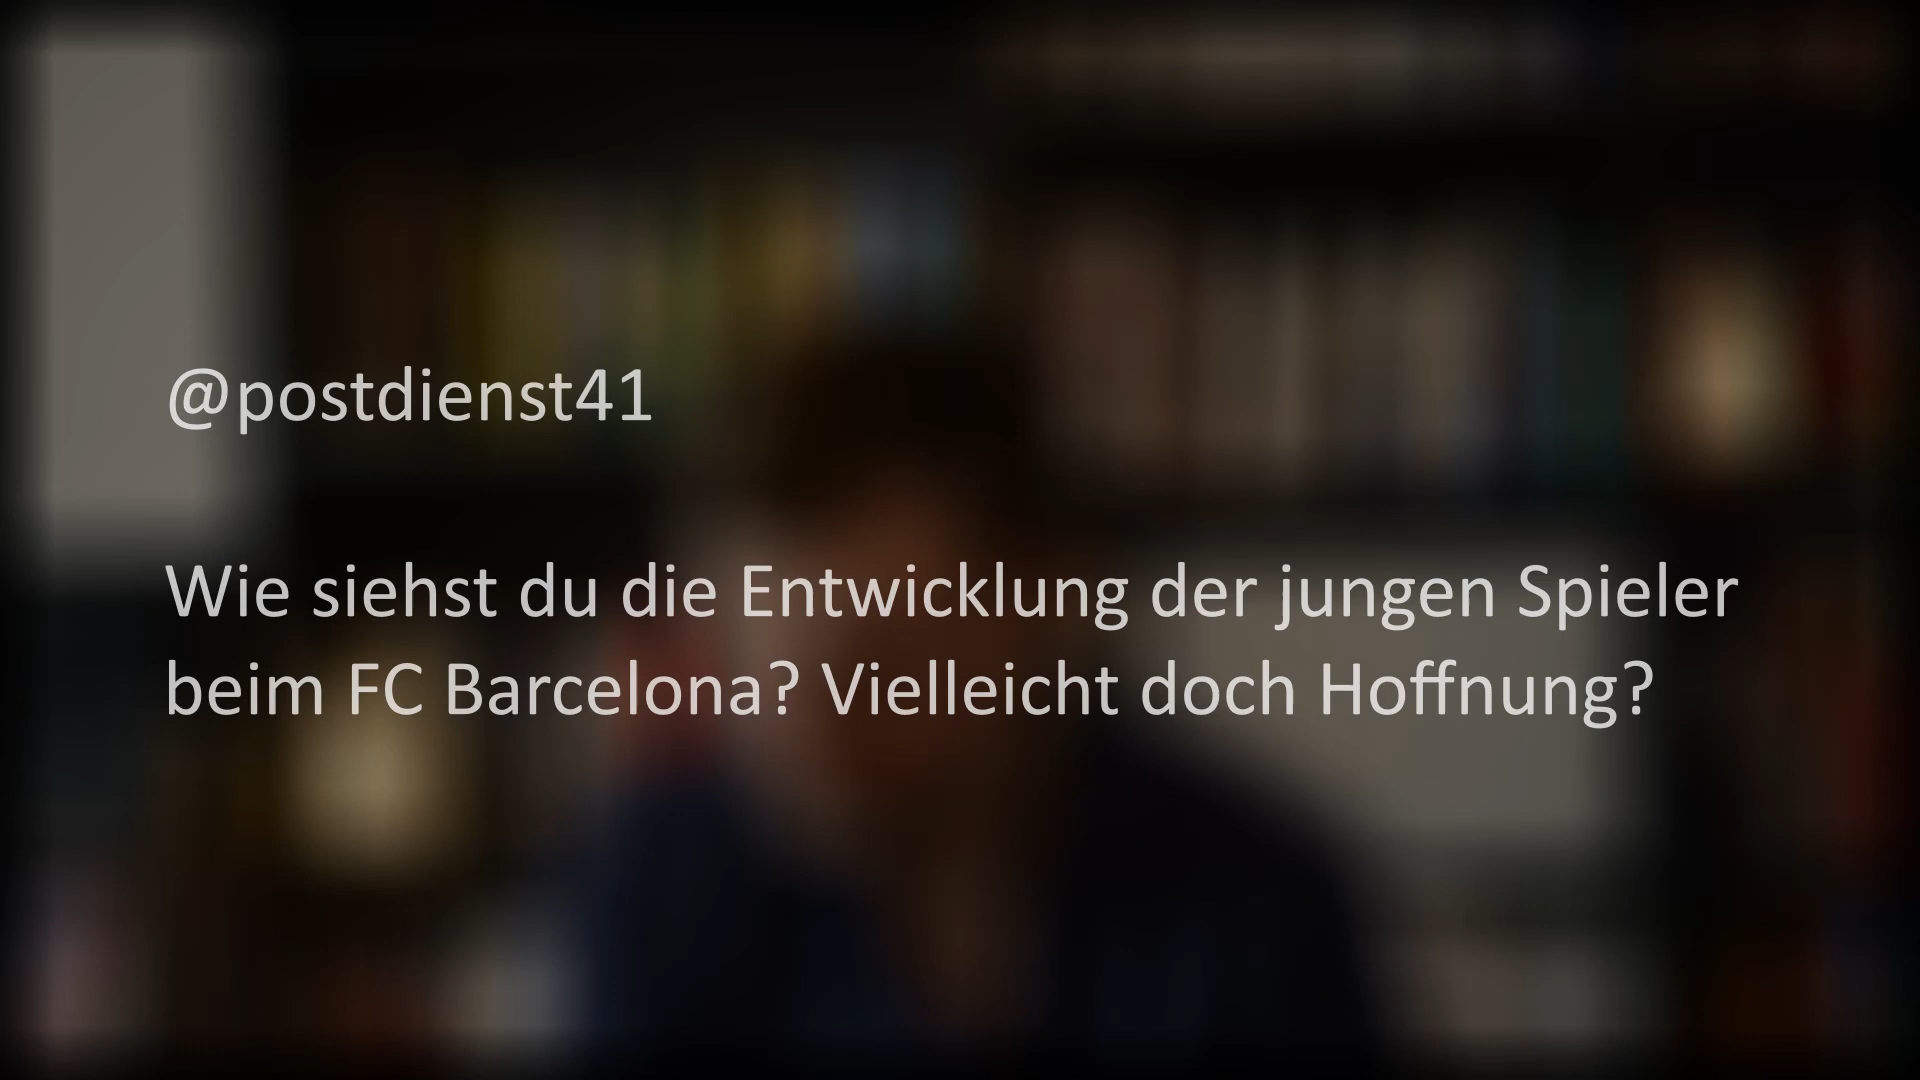 @postdienst41
Wie siehst du die Entwicklung der jungen Spieler
beim FC Barcelona? Vielleicht doch Hoffnung?